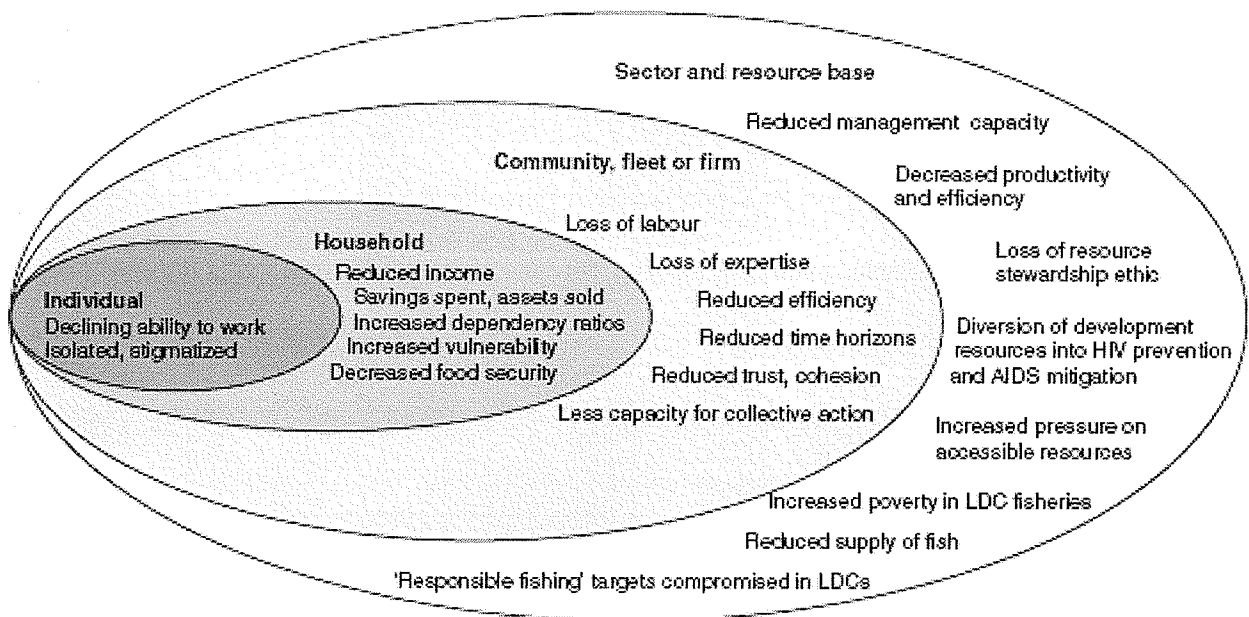 Individual
Declining ability to work
Isolated, stigmatized
Household
Reduced income
Savings spent, assets sold
Increased dependency ratios
Increased vulnerability
Decreased food security
Community, fleet or firm
Loss of labour
Loss of expertise
Reduced efficiency
Reduced time horizons
Reduced trust, cohesion
Less capacity for collective action
Sector and resource base
Reduced management capacity
Decreased productivity
and efficiency
Loss of resource
stewardship ethic
Diversion of development
resources into HIV prevention
and AIDS mitigation
Increased pressure on
accessible resources
Increased poverty in LDC fisheries
Reduced supply of fish
'Responsible fishing' targets compromised in LDCs